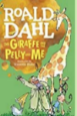 ROALD
DAHL
THE GIRAFFE
AND THE
PELLY AND
ME